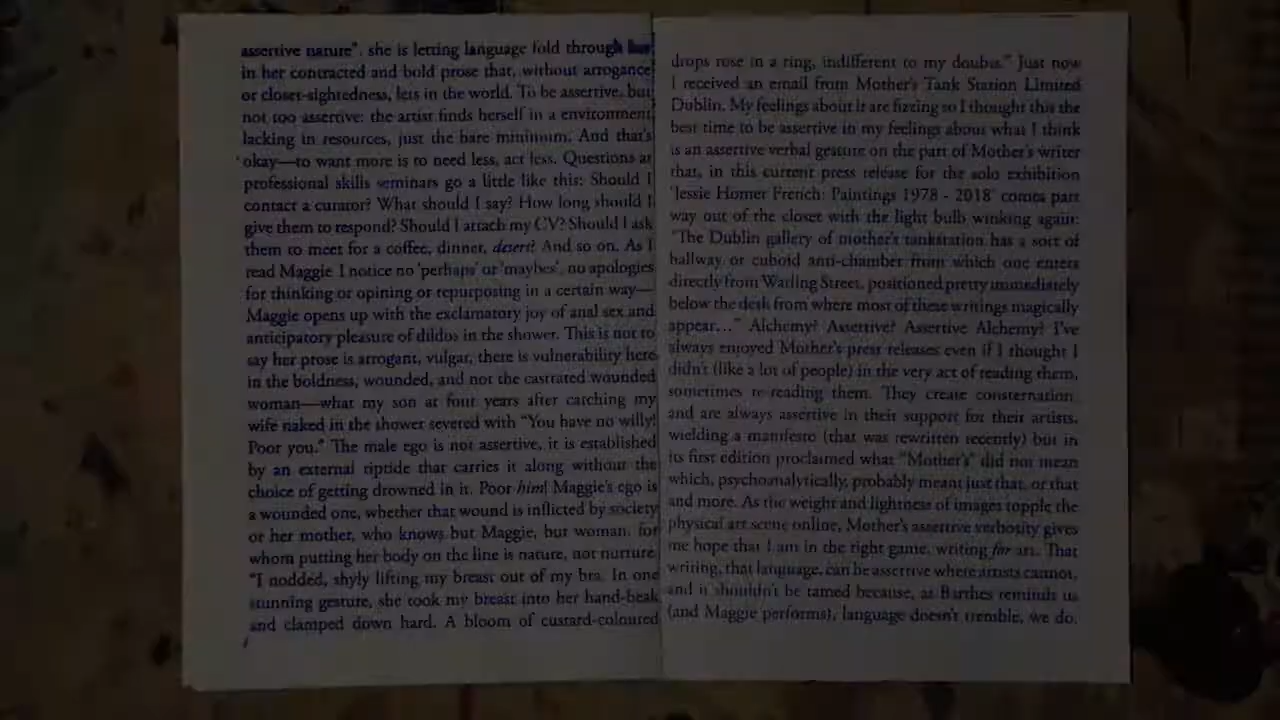 assertive nature", she is letting language fold through her
in her contracted and bold prose that, without arrogance
or closet-sightedness, lets in the world. To be assertive, but
not too assertive: the artist finds herself in a environment
lacking in resources, just the bare minimum. And that's
okay—to want more is to need less, act less. Questions at
professional skills seminars go a little like this: Should I
contact a curator? What should I say? How long should I
give them to respond? Should I attach my CV? Should I ask
them to meet for a coffee, dinner, desert? And so on. As I
read Maggie I notice no 'perhaps' or 'maybes', no apologies
for thinking or opining or repurposing in a certain way—
Maggie opens up with the exclamatory joy of anal sex and
anticipatory pleasure of dildos in the shower. This is not to
say her prose is arrogant, vulgar, there is vulnerability here
in the boldness, wounded, and not the castrated wounded
woman—what my son at four years after catching my
wife naked in the shower severed with "You have no willy!
Poor you." The male ego is not assertive, it is established
by an external riptide that carries it along without the
choice of getting drowned in it. Poor him! Maggie's ego is
a wounded one, whether that wound is inflicted by society
or her mother, who knows but Maggie, but woman, for
whom putting her body on the line is nature, not nurture.
"I nodded, shyly lifting my breast out of my bra. In one
stunning gesture, she took my breast into her hand-beak
and clamped down hard. A bloom of custard-coloured
drops rose in a ring, indifferent to my doubts." Just now
I received an email from Mother's Tank Station Limited
Dublin. My feelings about it are fizzing so I thought this the
best time to be assertive in my feelings about what I think
is an assertive verbal gesture on the part of Mother's writer
that, in this current press release for the solo exhibition
'Jessie Homer French: Paintings 1978 - 2018' comes part
way out of the closet with the light bulb winking again:
"The Dublin gallery of mother's tankstation has a sort of
hallway or cuboid anti-chamber from which one enters
directly from Watling Street, positioned pretty immediately
below the desk from where most of these writings magically
appear…" Alchemy? Assertive? Assertive Alchemy? I've
always enjoyed Mother's press releases even if I thought I
didn't (like a lot of people) in the very act of reading them,
sometimes re-reading them. They create consternation
and are always assertive in their support for their artists,
wielding a manifesto (that was rewritten recently) but in
its first edition proclaimed what "Mother's" did not mean
which, psychoanalytically, probably meant just that, or that
and more. As the weight and lightness of images topple the
physical art scene online, Mother's assertive verbosity gives
me hope that I am in the right game, writing for art. That
writing, that language, can be assertive where artists cannot,
and it shouldn't be tamed because, as Barthes reminds us
(and Maggie performs), language doesn't tremble, we do.